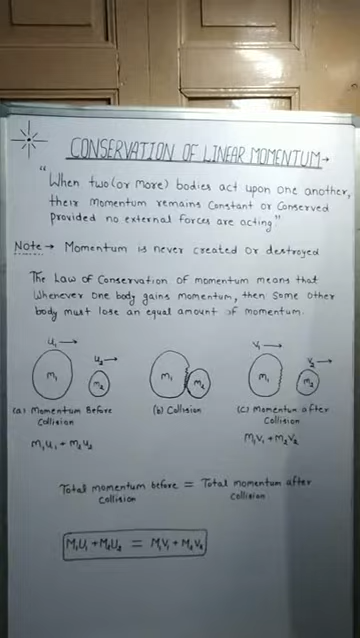 CONSERVATION OF LINEAR MOMENTUM→
"When two(or more) bodies act upon one another,
their Momentum remains Constant or Conserved
provided no external forces are acting"
Note → Momentum is never created or destroyed
The Law of Conservation of momentum means that
whenever one body gains momentum, then some other
body must lose an equal amount of momentum.
u₁ → u₂ → v₁ → v₂ →
M₁ M₂ M₁ M₂ M₁ M₂
(a) Momentum Before (b) Collision (c) Momentum after
Collision Collision
M₁u₁ + M₂u₂ M₁V₁ + M₂V₂
Total momentum before = Total momentum after
collision collision
M₁U₁ + M₂U₂ = M₁V₁ + M₂V₂